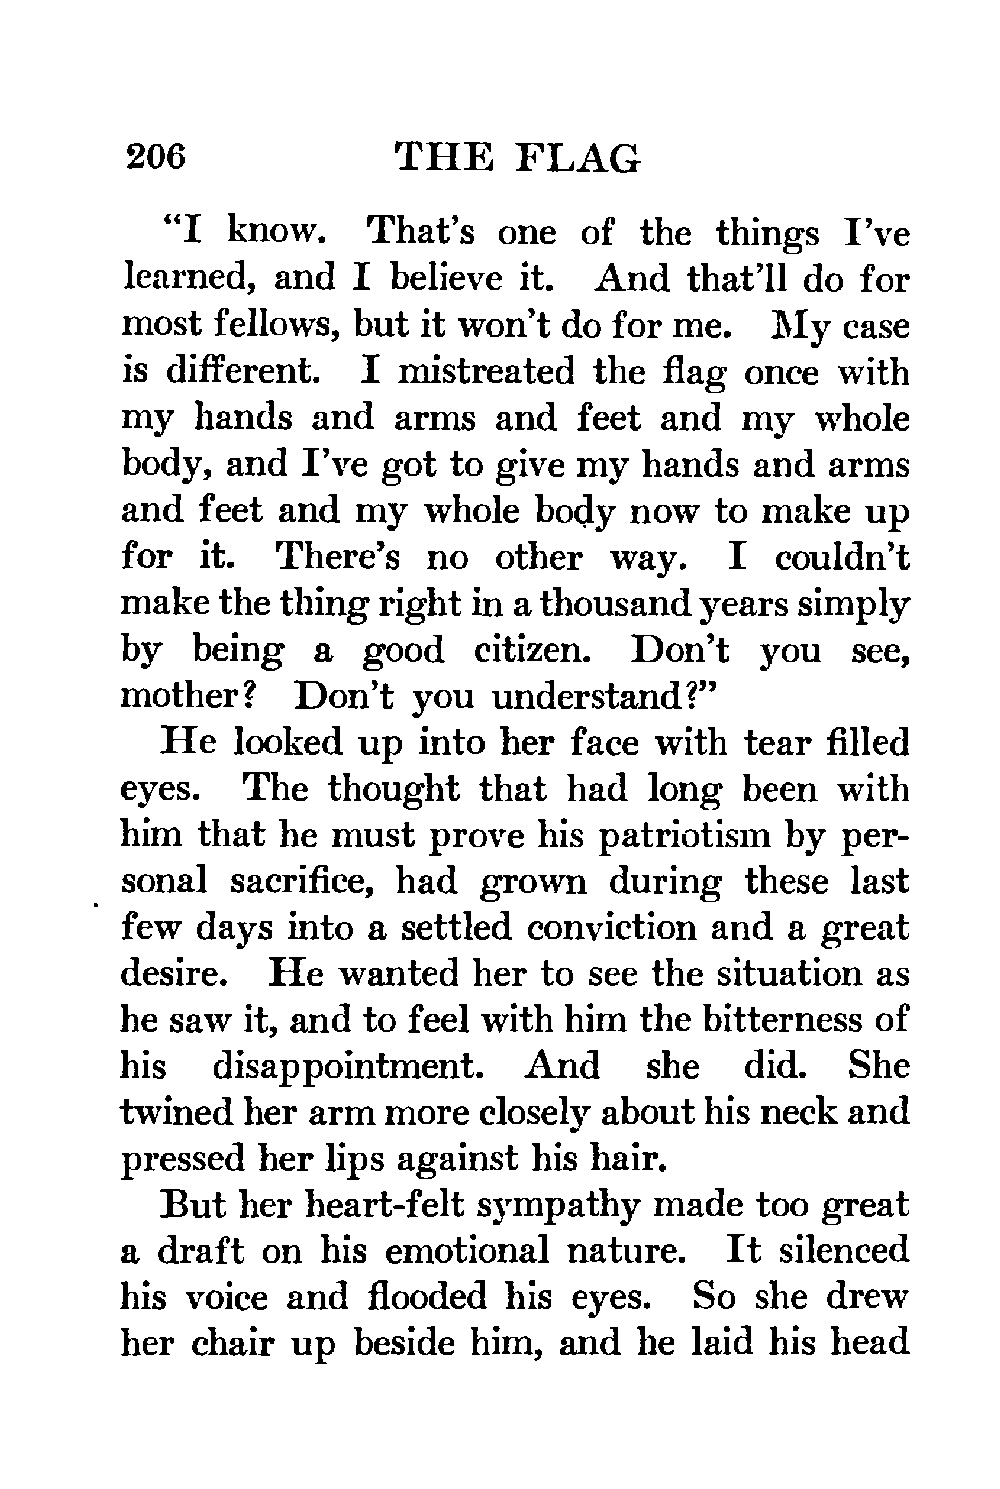 206 THE FLAG
“I know. That’s one of the things I’ve
learned, and I believe it. And that’ll do for
most fellows, but it won’t do for me. My case
is different. I mistreated the flag once with
my hands and arms and feet and my whole
body, and I’ve got to give my hands and arms
and feet and my whole body now to make up
for it. There’s no other way. I couldn’t
make the thing right in a thousand years simply
by being a good citizen. Don’t you see,
mother? Don’t you understand?”
He looked up into her face with tear filled
eyes. The thought that had long been with
him that he must prove his patriotism by per-
sonal sacrifice, had grown during these last
few days into a settled conviction and a great
desire. He wanted her to see the situation as
he saw it, and to feel with him the bitterness of
his disappointment. And she did. She
twined her arm more closely about his neck and
pressed her lips against his hair.
But her heart-felt sympathy made too great
a draft on his emotional nature. It silenced
his voice and flooded his eyes. So she drew
her chair up beside him, and he laid his head